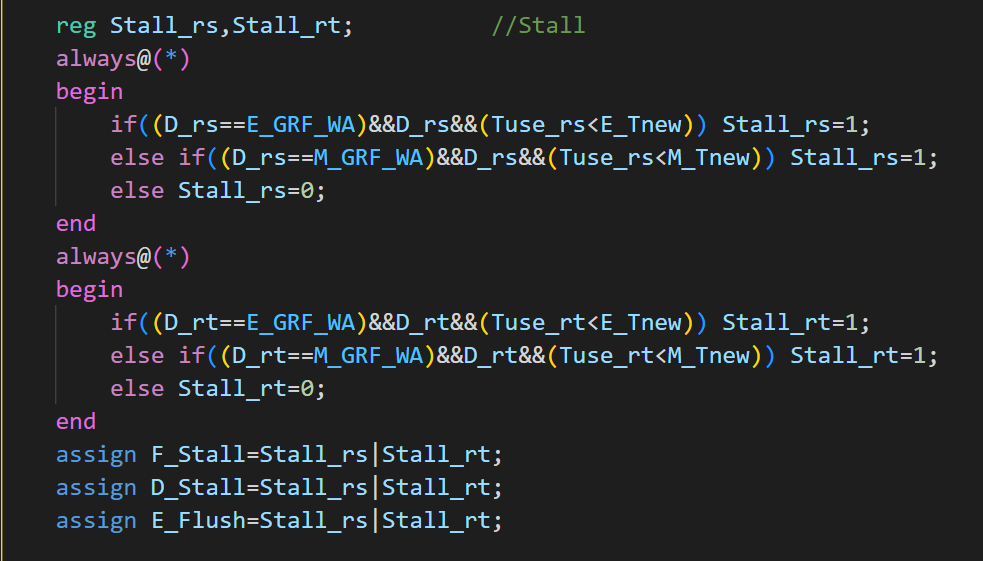 reg Stall_rs,Stall_rt;          //Stall
always@(*)
begin
    if((D_rs==E_GRF_WA)&&D_rs&&(Tuse_rs<E_Tnew)) Stall_rs=1;
    else if((D_rs==M_GRF_WA)&&D_rs&&(Tuse_rs<M_Tnew)) Stall_rs=1;
    else Stall_rs=0;
end
always@(*)
begin
    if((D_rt==E_GRF_WA)&&D_rt&&(Tuse_rt<E_Tnew)) Stall_rt=1;
    else if((D_rt==M_GRF_WA)&&D_rt&&(Tuse_rt<M_Tnew)) Stall_rt=1;
    else Stall_rt=0;
end
assign F_Stall=Stall_rs|Stall_rt;
assign D_Stall=Stall_rs|Stall_rt;
assign E_Flush=Stall_rs|Stall_rt;